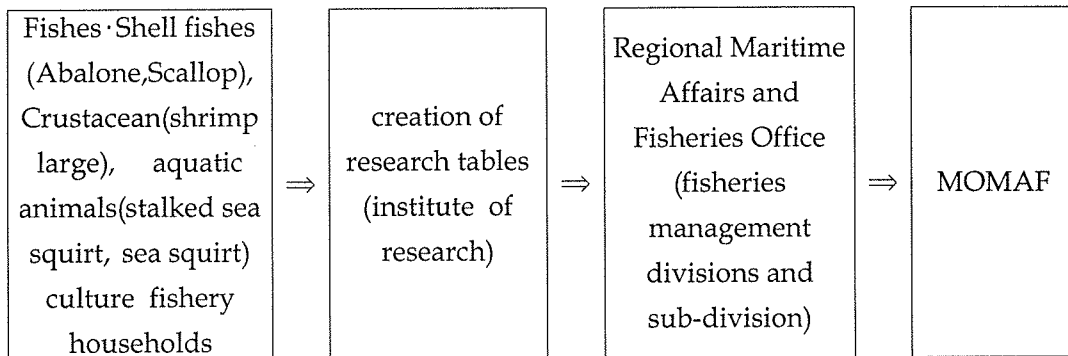 Fishes·Shell fishes
(Abalone,Scallop),
Crustacean(shrimp
large), aquatic
animals(stalked sea
squirt, sea squirt)
culture fishery
households
⇒
creation of
research tables
(institute of
research)
⇒
Regional Maritime
Affairs and
Fisheries Office
(fisheries
management
divisions and
sub-division)
⇒
MOMAF